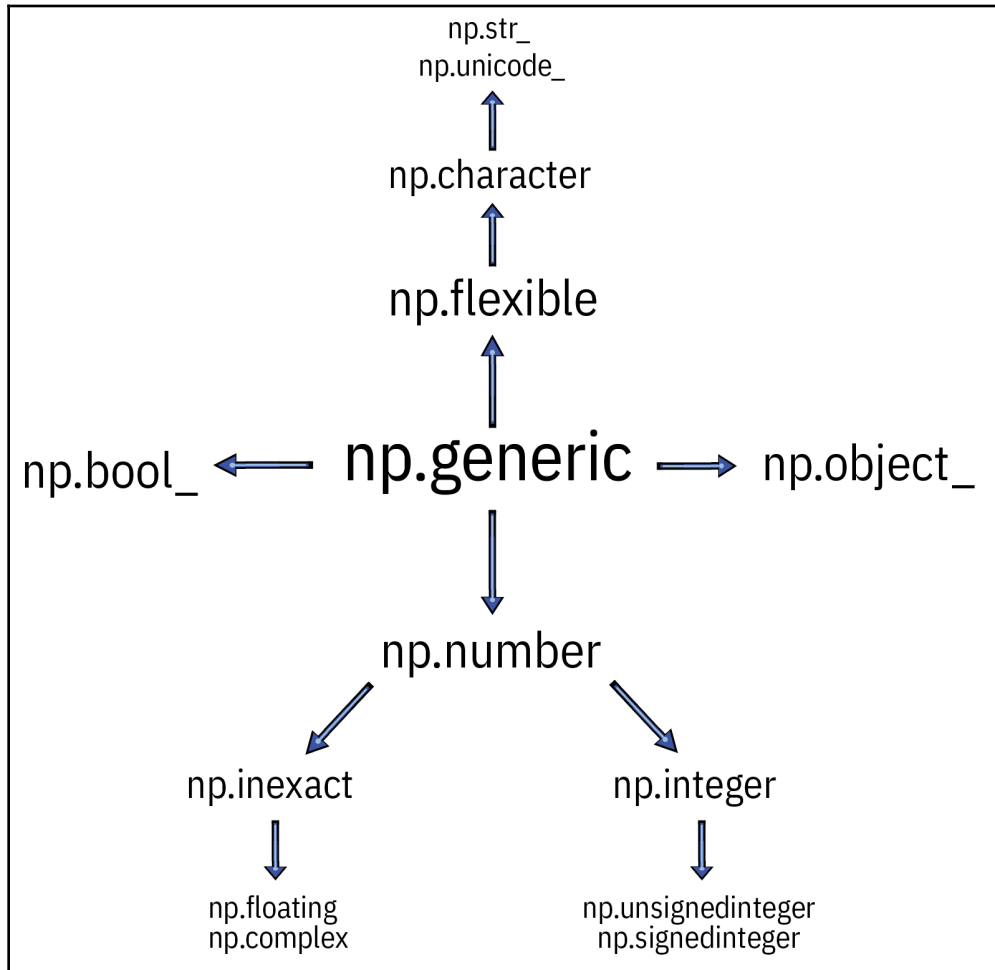 np.str_
np.unicode_
np.character
np.flexible
np.bool_ np.generic np.object_
np.number
np.inexact np.integer
np.floating np.unsignedinteger
np.complex np.signedinteger